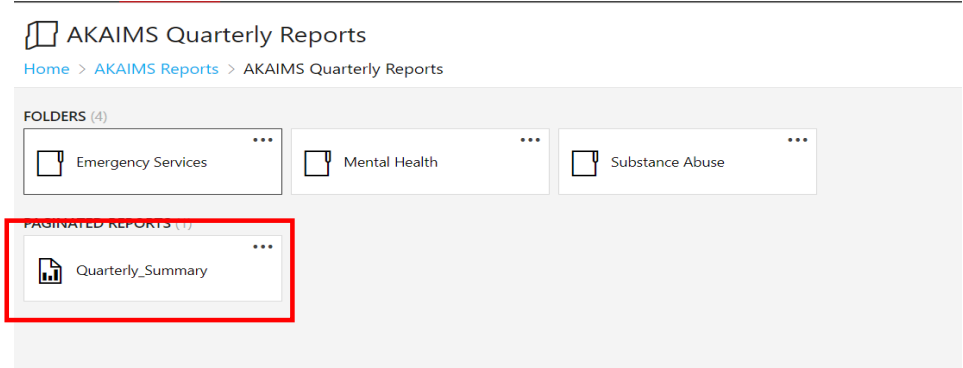 AKAIMS Quarterly Reports
Home > AKAIMS Reports > AKAIMS Quarterly Reports
FOLDERS (4)
Emergency Services
Mental Health
Substance Abuse
PAGINATED REPORTS (1)
Quarterly_Summary